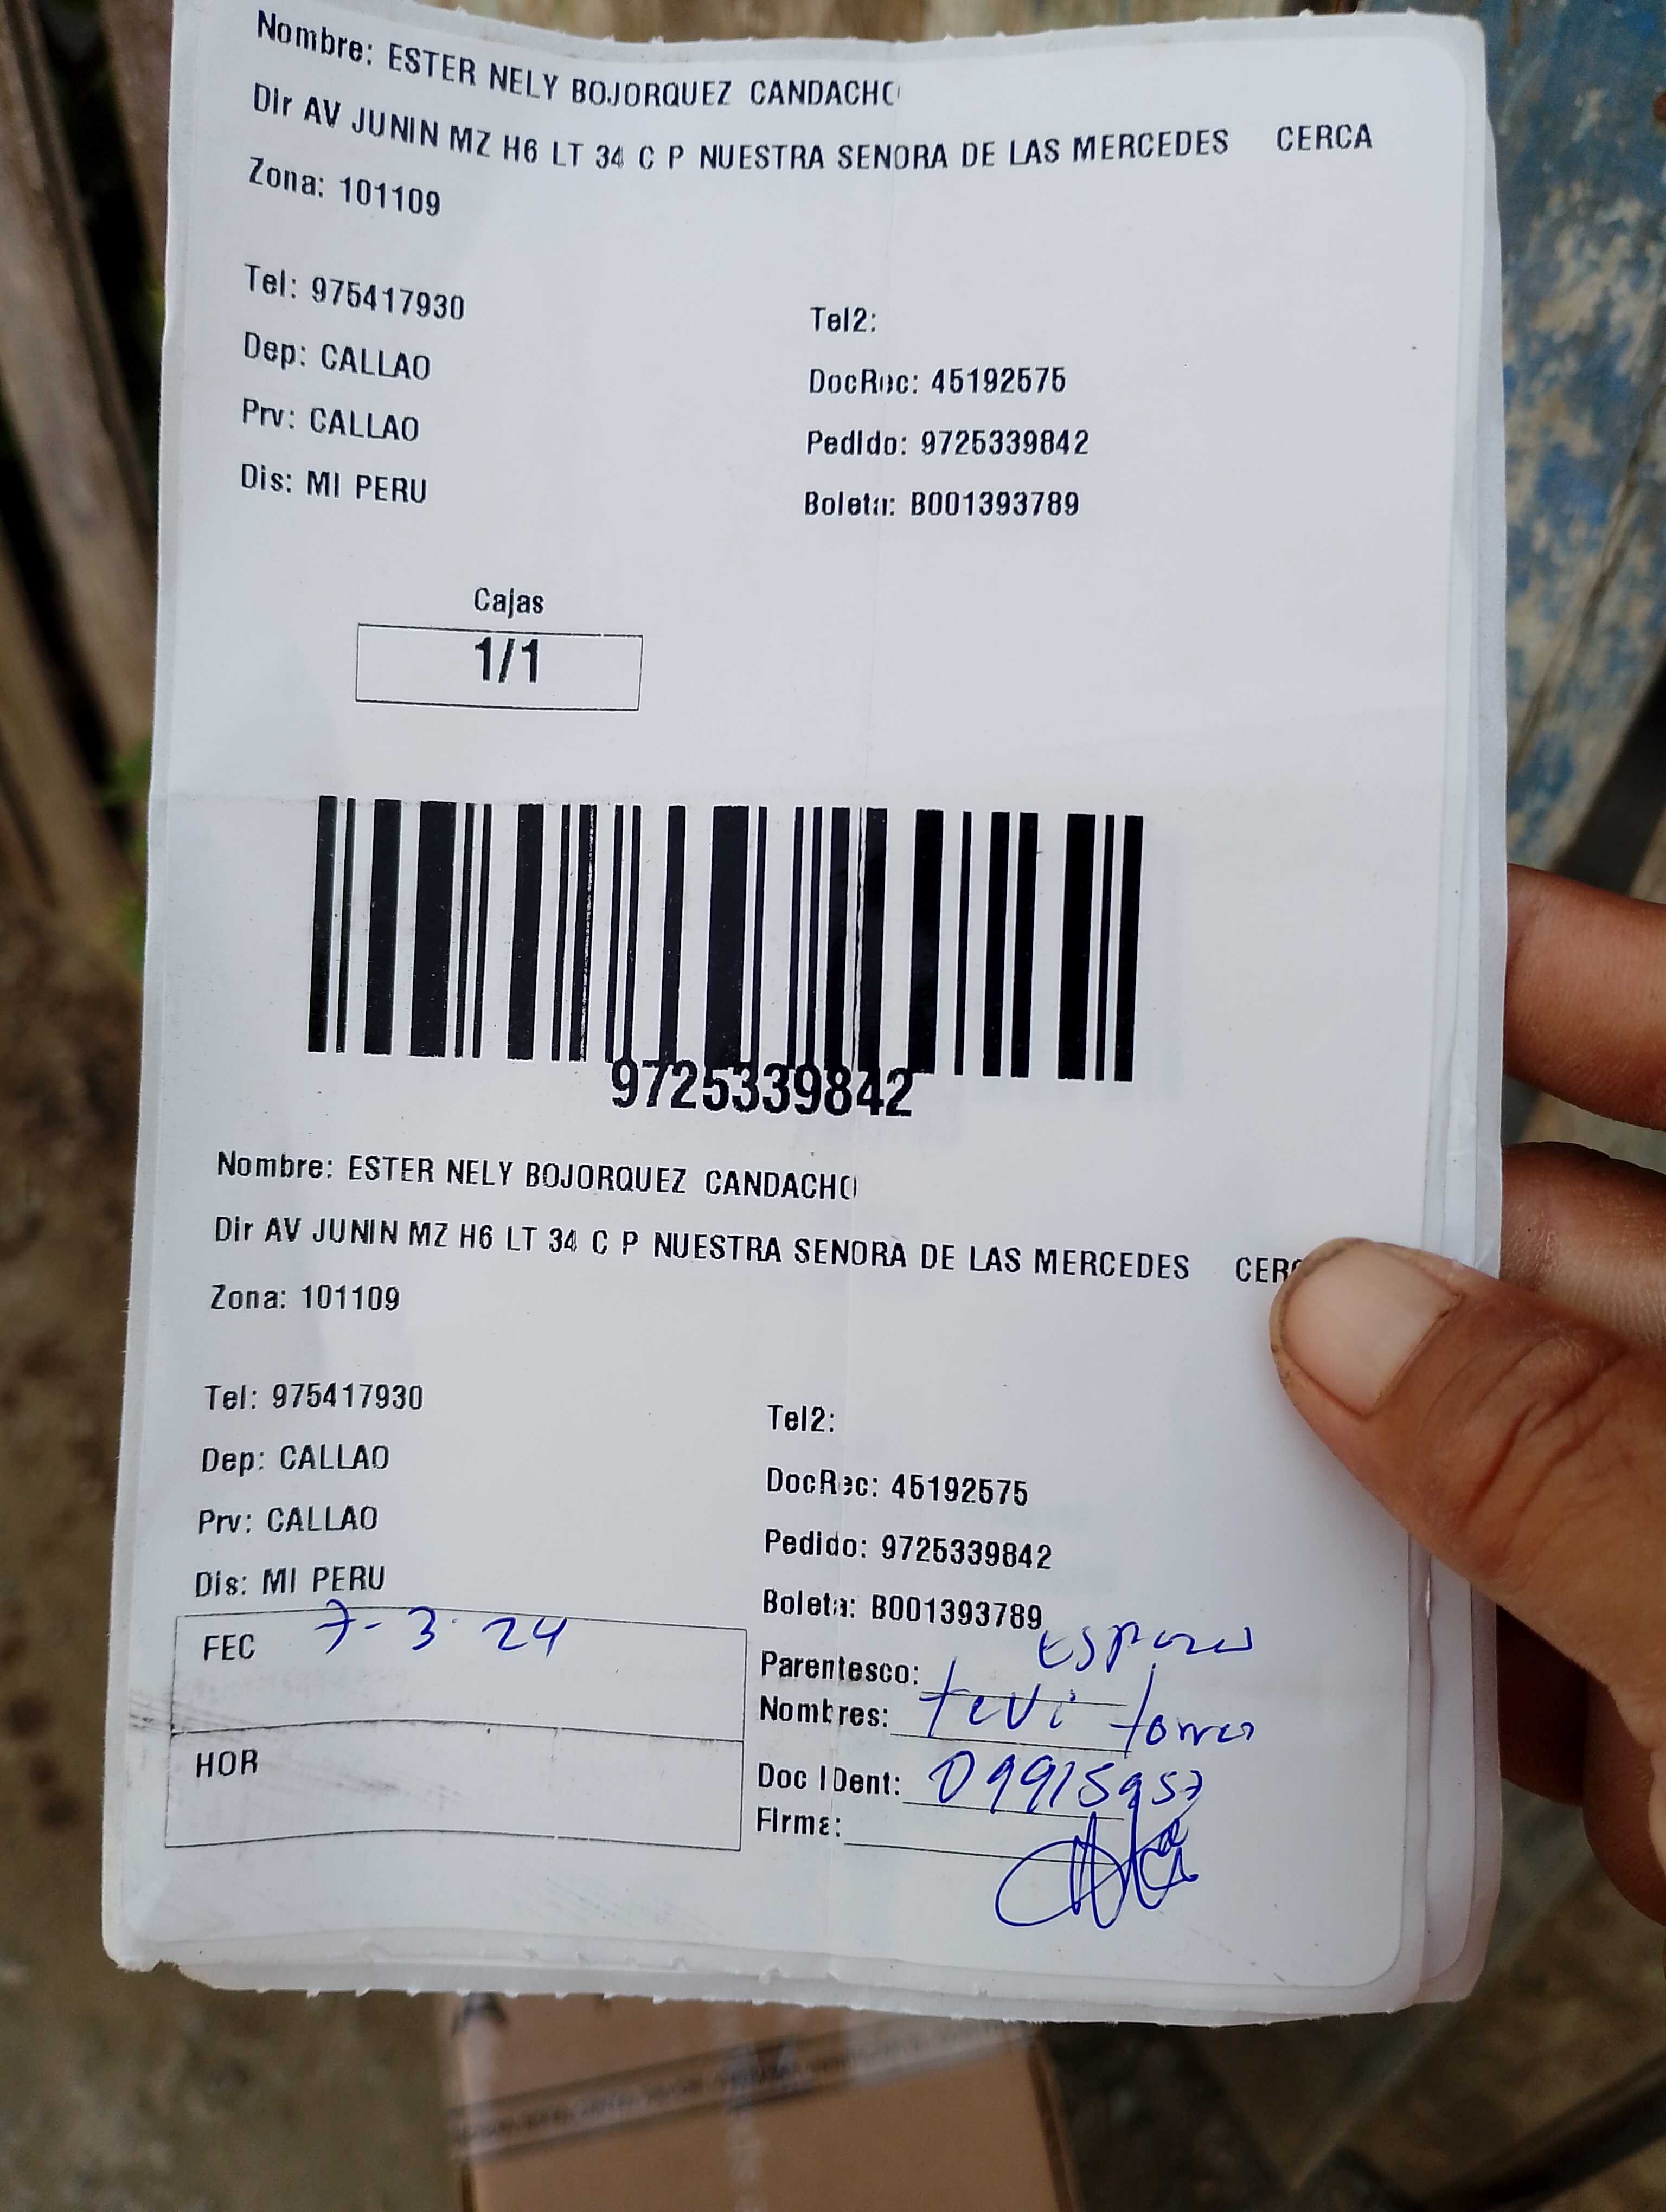 Nombre: ESTER NELY BOJORQUEZ CANDACHO
Dir AV JUNIN MZ H6 LT 34 C P NUESTRA SENORA DE LAS MERCEDES CERCA
Zona: 101109
Tel: 975417930
Tel2:
Dep: CALLAO
DocRec: 45192575
Prv: CALLAO
Pedido: 9725339842
Dis: MI PERU
Boleta: B001393789
Cajas
1/1
9725339842
Nombre: ESTER NELY BOJORQUEZ CANDACHO
Dir AV JUNIN MZ H6 LT 34 C P NUESTRA SENORA DE LAS MERCEDES CERC
Zona: 101109
Tel: 975417930
Tel2:
Dep: CALLAO
DocRec: 45192575
Prv: CALLAO
Pedido: 9725339842
Dis: MI PERU
Boleta: B001393789
FEC 7-3-24
Parentesco: Esposo
Nombres: torres
HOR
Doc IDent: 09915957
Firma: